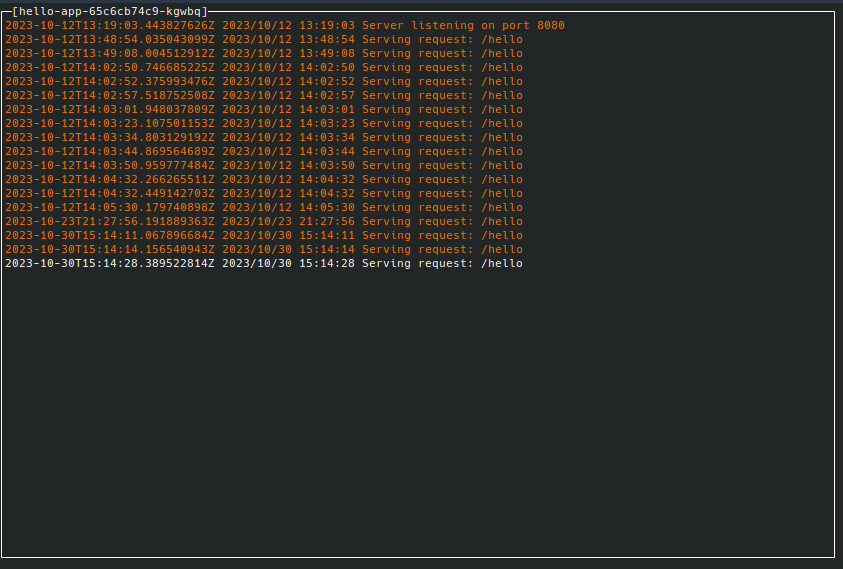 [hello-app-65c6cb74c9-kgwbq]
2023-10-12T13:19:03.443827626Z 2023/10/12 13:19:03 Server listening on port 8080
2023-10-12T13:48:54.035043099Z 2023/10/12 13:48:54 Serving request: /hello
2023-10-12T13:49:08.004512912Z 2023/10/12 13:49:08 Serving request: /hello
2023-10-12T14:02:50.746685225Z 2023/10/12 14:02:50 Serving request: /hello
2023-10-12T14:02:52.375993476Z 2023/10/12 14:02:52 Serving request: /hello
2023-10-12T14:02:57.518752508Z 2023/10/12 14:02:57 Serving request: /hello
2023-10-12T14:03:01.948037809Z 2023/10/12 14:03:01 Serving request: /hello
2023-10-12T14:03:23.107501153Z 2023/10/12 14:03:23 Serving request: /hello
2023-10-12T14:03:34.803129192Z 2023/10/12 14:03:34 Serving request: /hello
2023-10-12T14:03:44.869564689Z 2023/10/12 14:03:44 Serving request: /hello
2023-10-12T14:03:50.959777484Z 2023/10/12 14:03:50 Serving request: /hello
2023-10-12T14:04:32.266265511Z 2023/10/12 14:04:32 Serving request: /hello
2023-10-12T14:04:32.449142703Z 2023/10/12 14:04:32 Serving request: /hello
2023-10-12T14:05:30.179740898Z 2023/10/12 14:05:30 Serving request: /hello
2023-10-23T21:27:56.191889363Z 2023/10/23 21:27:56 Serving request: /hello
2023-10-30T15:14:11.067896684Z 2023/10/30 15:14:11 Serving request: /hello
2023-10-30T15:14:14.156540943Z 2023/10/30 15:14:14 Serving request: /hello
2023-10-30T15:14:28.389522814Z 2023/10/30 15:14:28 Serving request: /hello